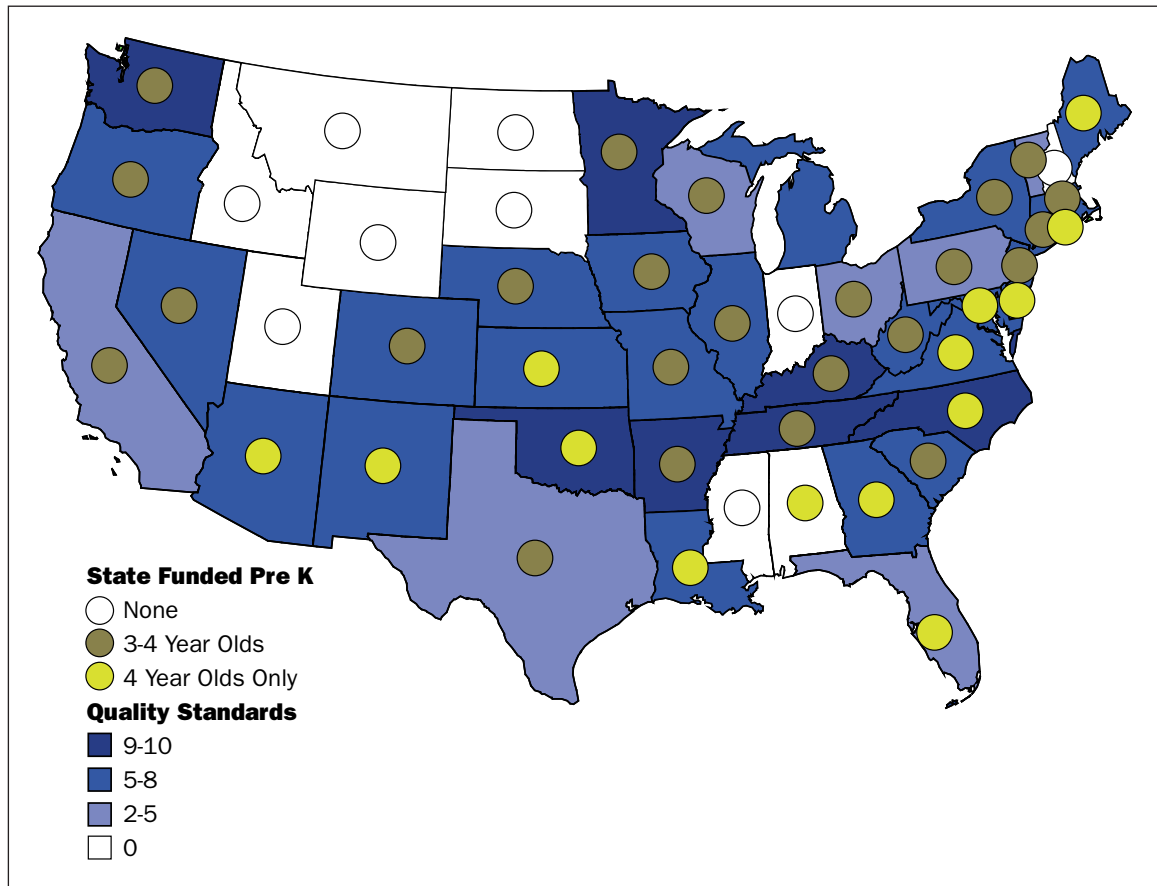 State Funded Pre K
None
3-4 Year Olds
4 Year Olds Only
Quality Standards
9-10
5-8
2-5
0